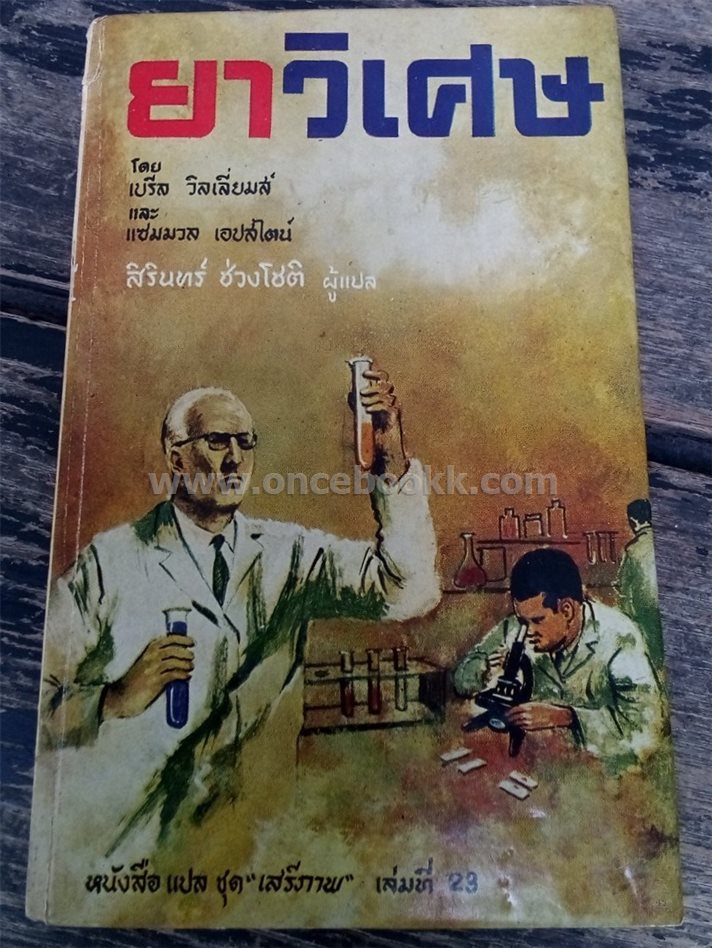 ยาวิเศษ
โดย
เบรีล วิลเลี่ยมส์
และ
แซมมวล เอปส์ไตน์
สิรินทร์ ช่วงโชติ ผู้แปล
www.oncebookk.com
หนังสือ แปล ชุด "เสรีภาพ" เล่มที่ 23